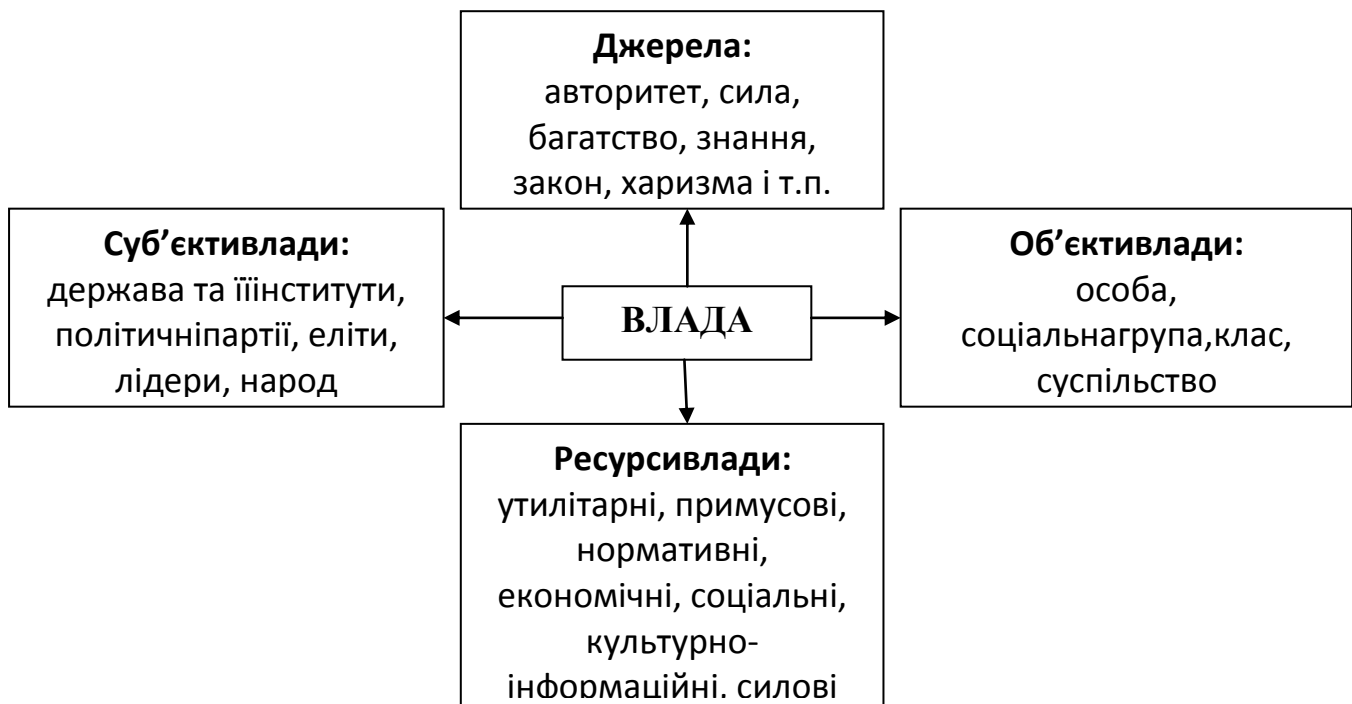 Джерела:
авторитет, сила,
багатство, знання,
закон, харизма і т.п.
Суб’єктивлади:
держава та їїінститути,
політичніпартії, еліти,
лідери, народ
ВЛАДА
Об’єктивлади:
особа,
соціальнагрупа,клас,
суспільство
Ресурсивлади:
утилітарні, примусові,
нормативні,
економічні, соціальні,
культурно-
інформаційні, силові